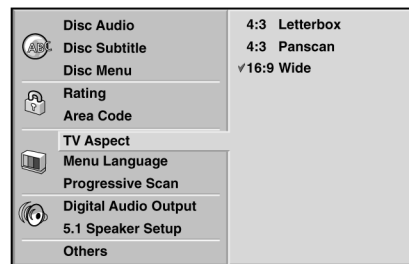 Disc Audio
Disc Subtitle
Disc Menu
Rating
Area Code
TV Aspect
Menu Language
Progressive Scan
Digital Audio Output
5.1 Speaker Setup
Others
4:3 Letterbox
4:3 Panscan
✓16:9 Wide
ABC